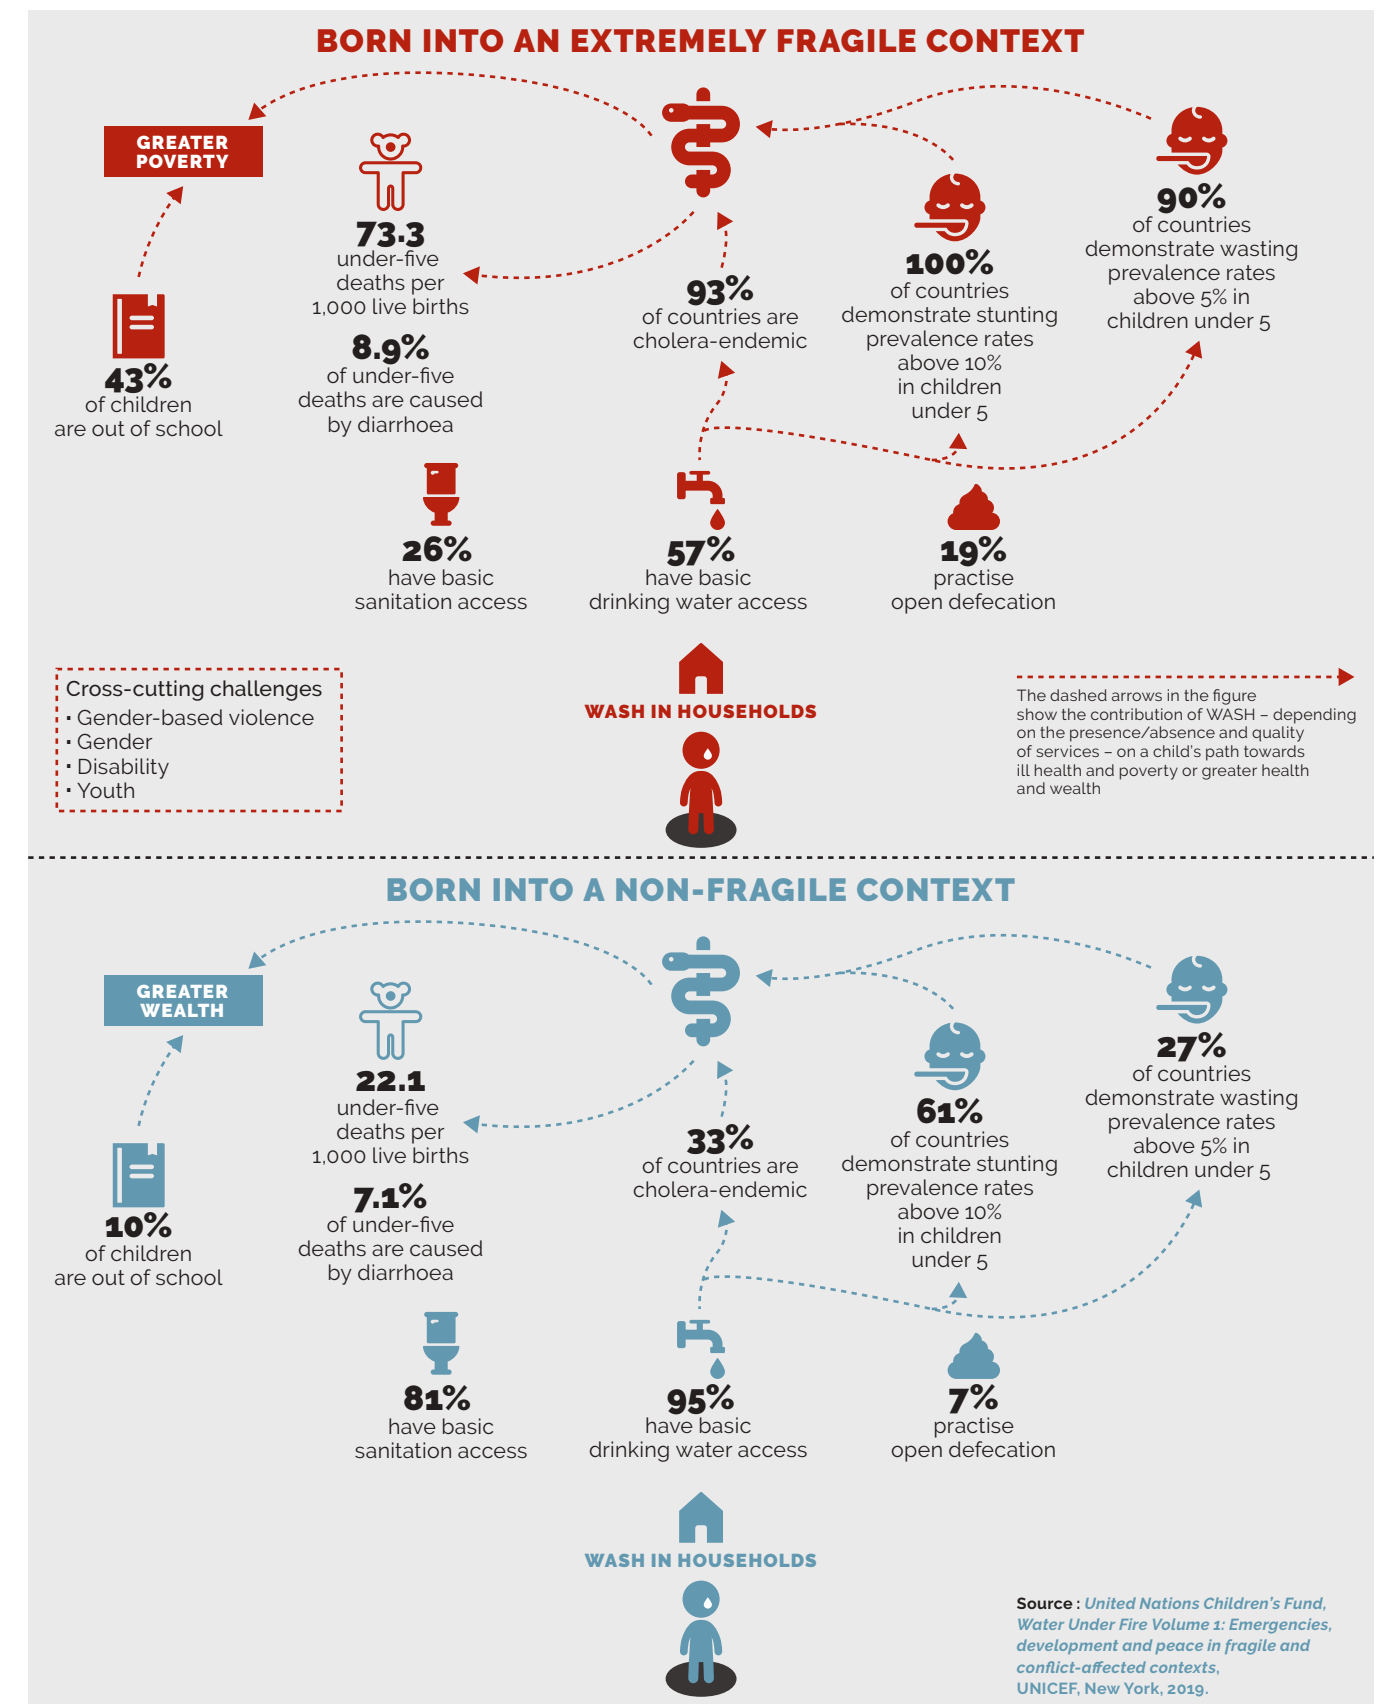 BORN INTO AN EXTREMELY FRAGILE CONTEXT
GREATER
POVERTY
43%
of children
are out of school
73.3
under-five
deaths per
1,000 live births
8.9%
of under-five
deaths are caused
by diarrhoea
93%
of countries are
cholera-endemic
100%
of countries
demonstrate stunting
prevalence rates
above 10%
in children
under 5
90%
of countries
demonstrate wasting
prevalence rates
above 5% in
children under 5
26%
have basic
sanitation access
57%
have basic
drinking water access
19%
practise
open defecation
WASH IN HOUSEHOLDS
Cross-cutting challenges
· Gender-based violence
· Gender
· Disability
· Youth
The dashed arrows in the figure
show the contribution of WASH – depending
on the presence/absence and quality
of services – on a child's path towards
ill health and poverty or greater health
and wealth
BORN INTO A NON-FRAGILE CONTEXT
GREATER
WEALTH
10%
of children
are out of school
22.1
under-five
deaths per
1,000 live births
7.1%
of under-five
deaths are caused
by diarrhoea
33%
of countries are
cholera-endemic
61%
of countries
demonstrate stunting
prevalence rates
above 10%
in children
under 5
27%
of countries
demonstrate wasting
prevalence rates
above 5% in
children under 5
81%
have basic
sanitation access
95%
have basic
drinking water access
7%
practise
open defecation
WASH IN HOUSEHOLDS
Source : United Nations Children's Fund,
Water Under Fire Volume 1: Emergencies,
development and peace in fragile and
conflict-affected contexts,
UNICEF, New York, 2019.